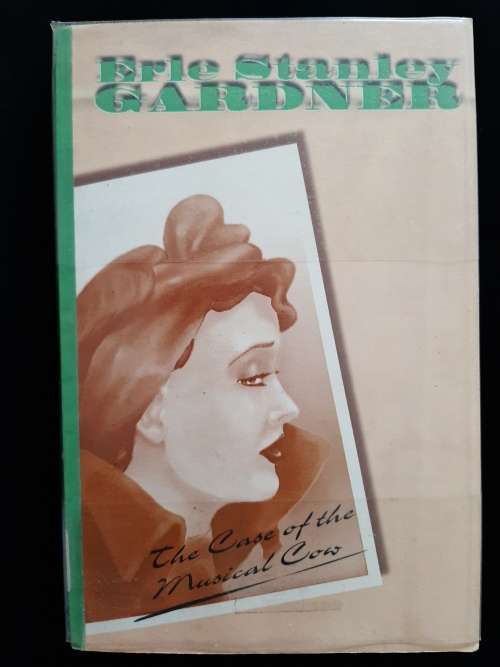 Erle Stanley
GARDNER
The Case of the
Musical Cow